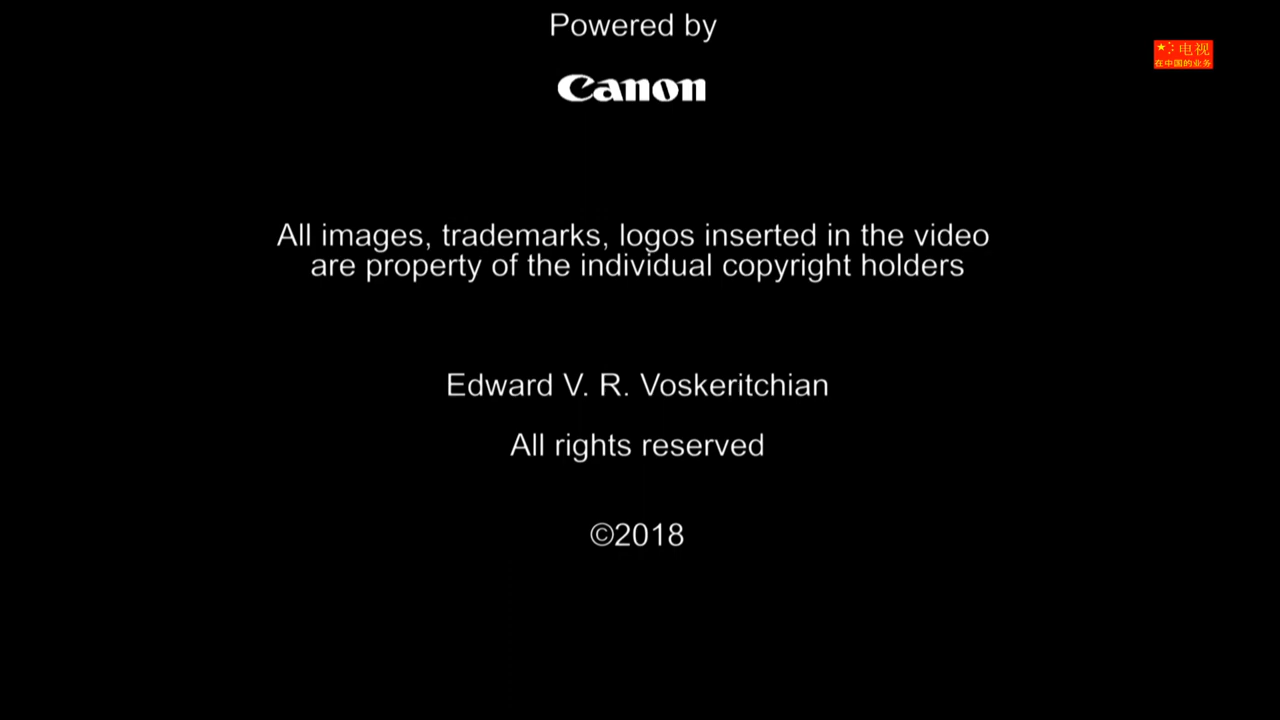 Powered by
Canon
电视
在中国的业务
All images, trademarks, logos inserted in the video
are property of the individual copyright holders
Edward V. R. Voskeritchian
All rights reserved
©2018